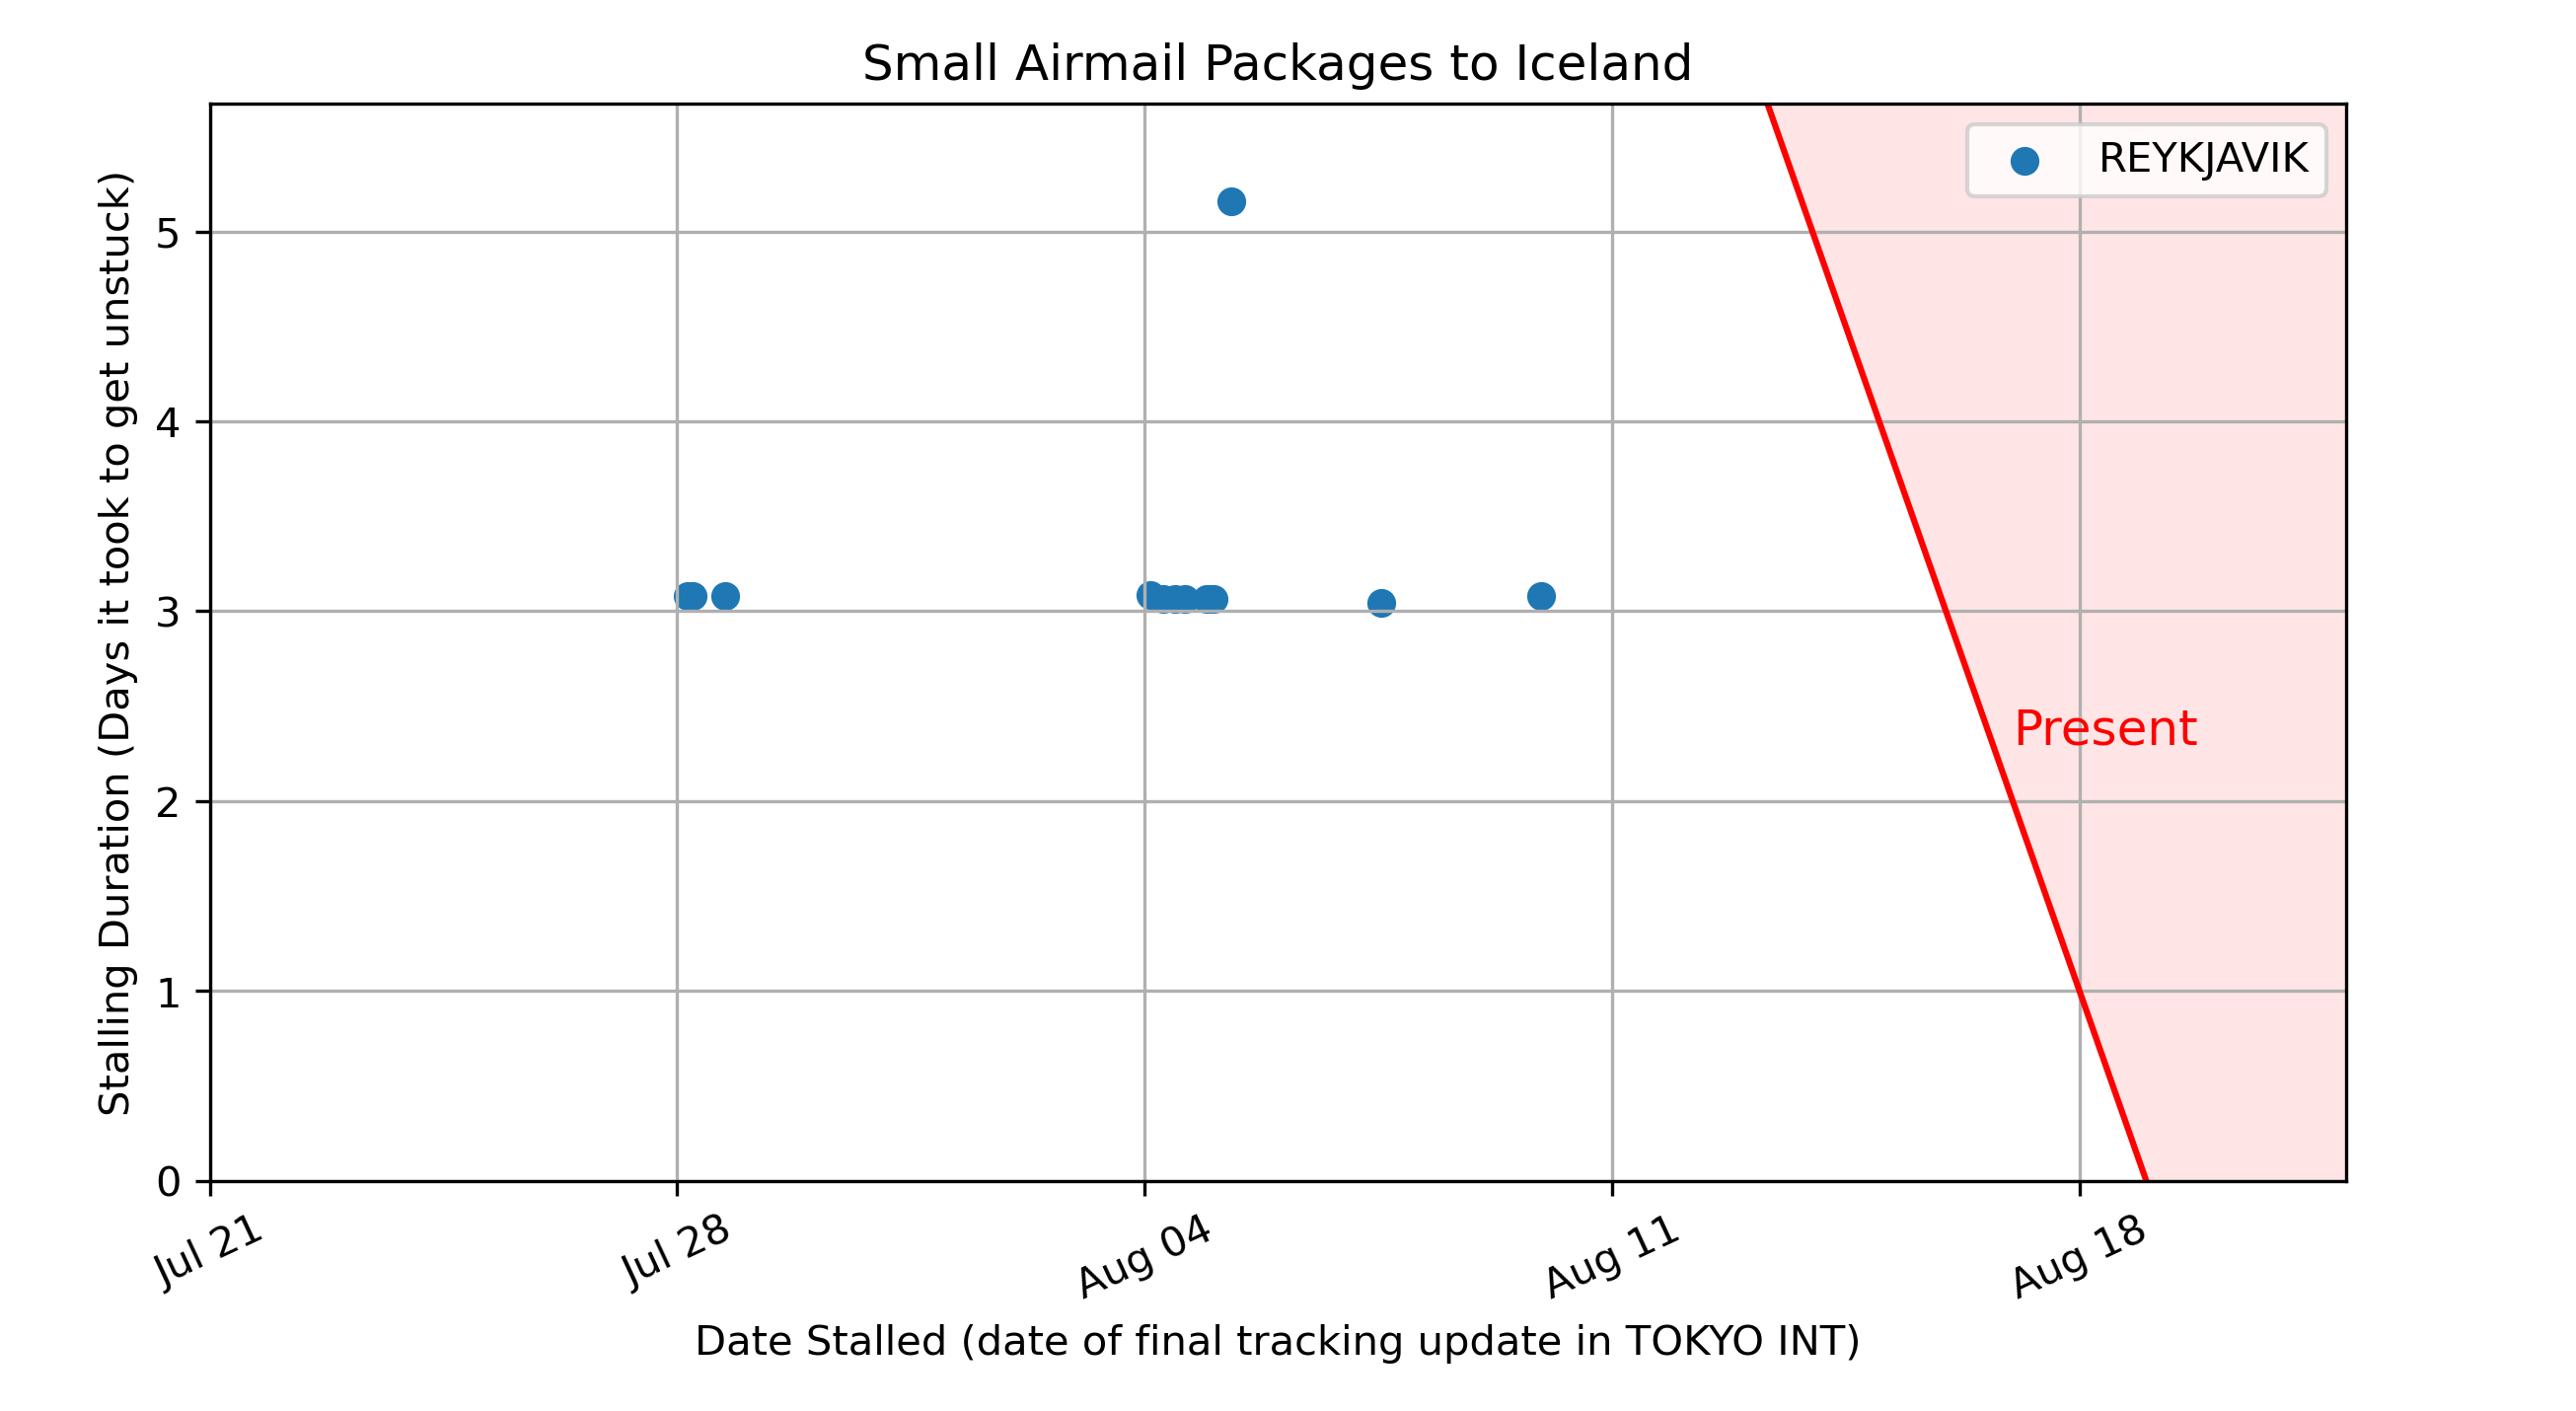 Small Airmail Packages to Iceland
REYKJAVIK
Stalling Duration (Days it took to get unstuck)
5
4
3
2
1
0
Present
Jul 21
Jul 28
Aug 04
Aug 11
Aug 18
Date Stalled (date of final tracking update in TOKYO INT)